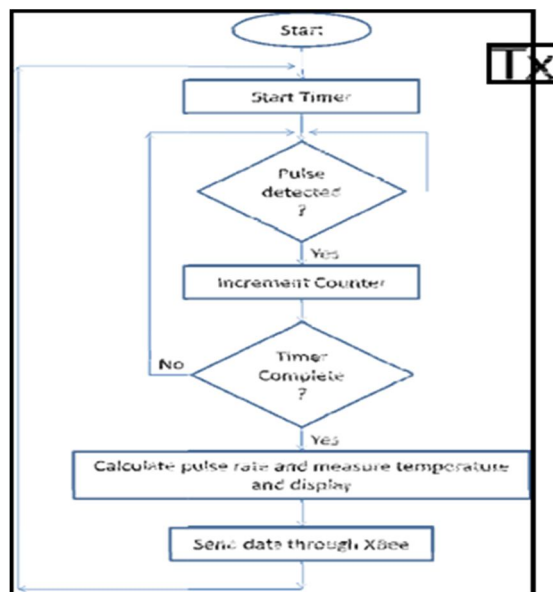 Start
Tx
Start Timer
Pulse
detected
?
Yes
Increment Counter
No
Timer
Complete
?
Yes
Calculate pulse rate and measure temperature
and display
Send date through XBee